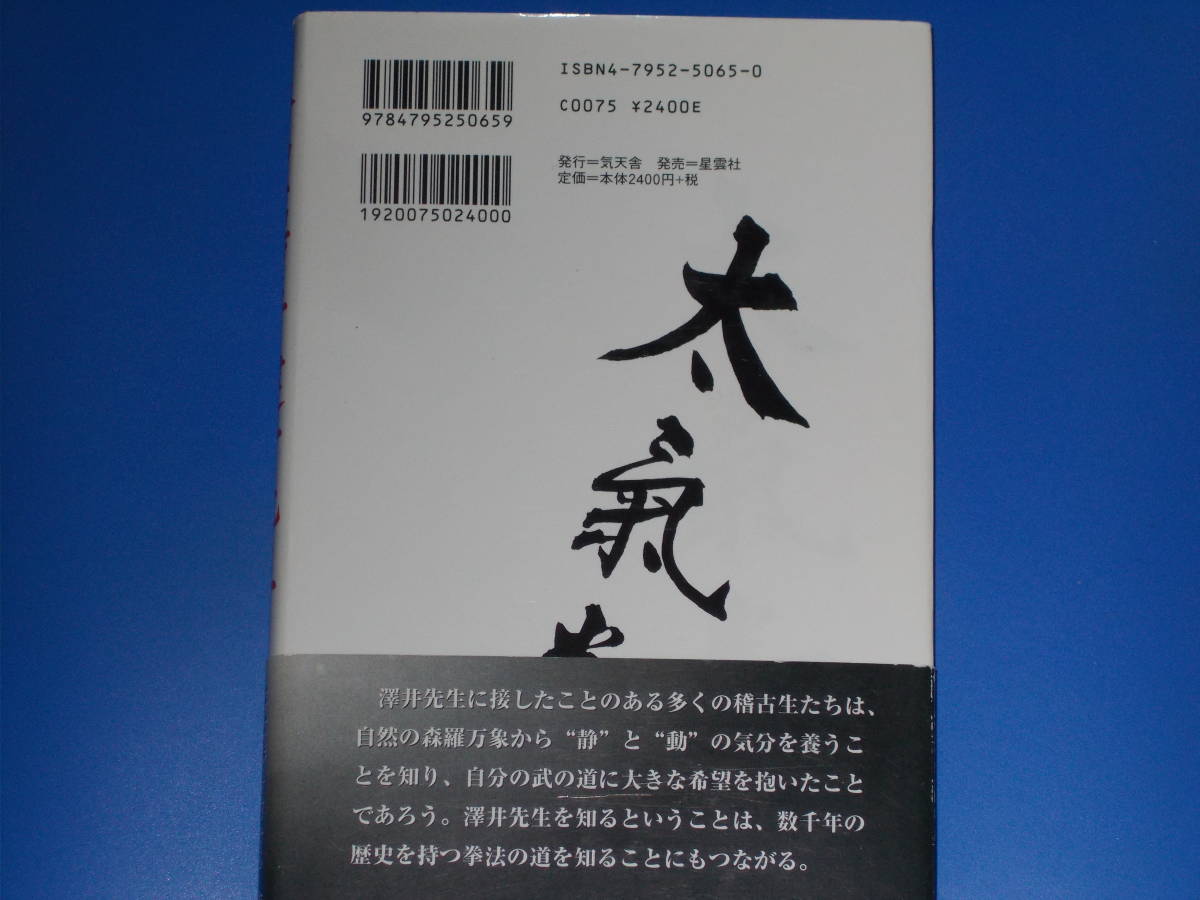 ISBN4-7952-5065-0
C0075 ¥2400E
9784795250659
発行=気天舎 発売=星雲社
定価=本体2400円+税
1920075024000
太
氣
澤井先生に接したことのある多くの稽古生たちは、
自然の森羅万象から“静”と“動”の気分を養うこ
とを知り、自分の武の道に大きな希望を抱いたこと
であろう。澤井先生を知るということは、数千年の
歴史を持つ拳法の道を知ることにもつながる。